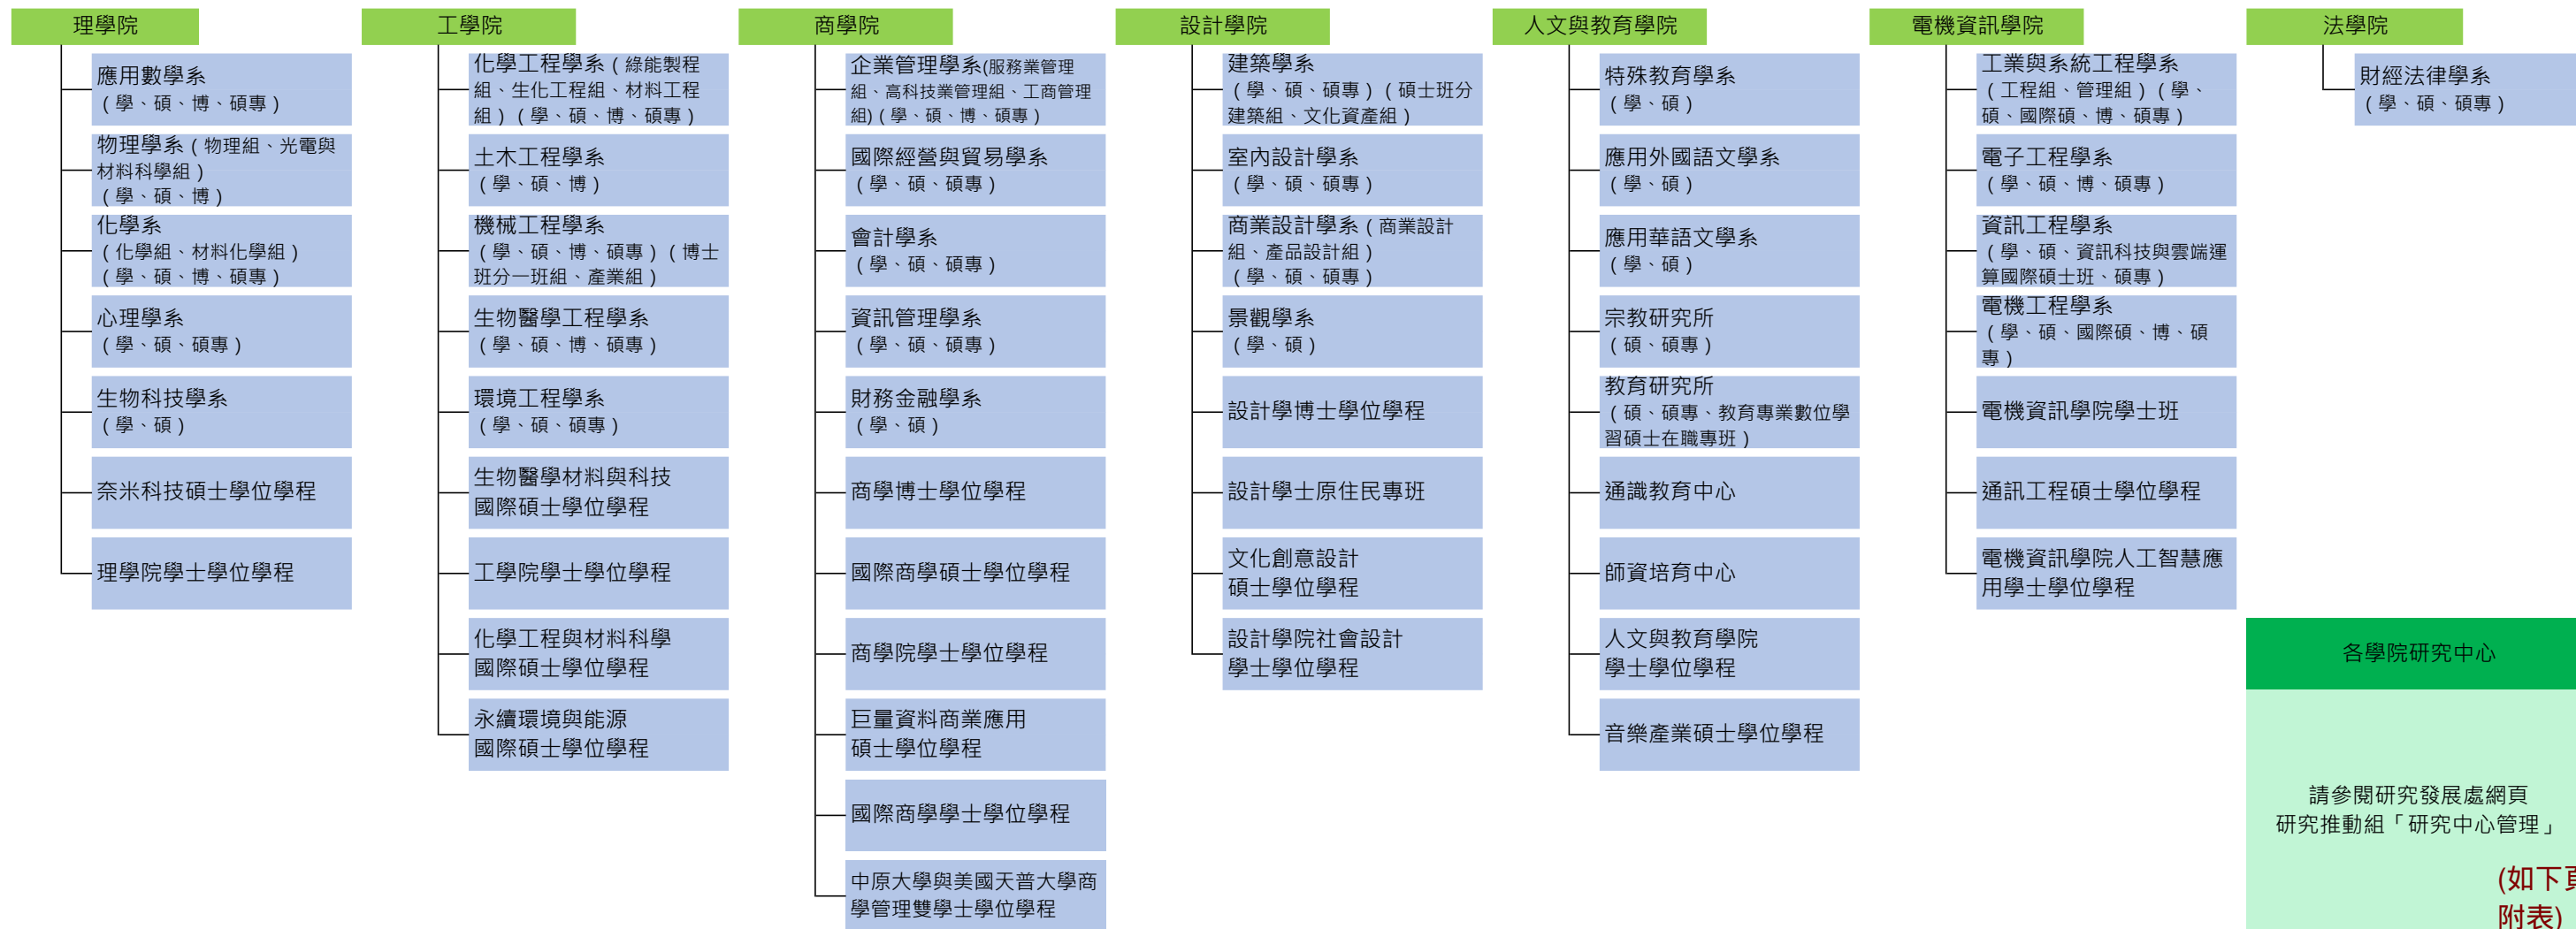 理學院
應用數學系
(學、碩、博、碩專)
物理學系(物理組、光電與
材料科學組)
(學、碩、博)
化學系
(化學組、材料化學組)
(學、碩、博、碩專)
心理學系
(學、碩、碩專)
生物科技學系
(學、碩)
奈米科技碩士學位學程
理學院學士學位學程
工學院
化學工程學系(綠能製程
組、生化工程組、材料工程
組)(學、碩、博、碩專)
土木工程學系
(學、碩、博)
機械工程學系
(學、碩、博、碩專)(博士
班分一班組、產業組)
生物醫學工程學系
(學、碩、博、碩專)
環境工程學系
(學、碩、碩專)
生物醫學材料與科技
國際碩士學位學程
工學院學士學位學程
化學工程與材料科學
國際碩士學位學程
永續環境與能源
國際碩士學位學程
商學院
企業管理學系(服務業管理
組、高科技業管理組、工商管理
組)(學、碩、博、碩專)
國際經營與貿易學系
(學、碩、碩專)
會計學系
(學、碩、碩專)
資訊管理學系
(學、碩、碩專)
財務金融學系
(學、碩)
商學博士學位學程
國際商學碩士學位學程
商學院學士學位學程
巨量資料商業應用
碩士學位學程
國際商學學士學位學程
中原大學與美國天普大學商
學管理雙學士學位學程
設計學院
建築學系
(學、碩、碩專)(碩士班分
建築組、文化資產組)
室內設計學系
(學、碩、碩專)
商業設計學系(商業設計
組、產品設計組)
(學、碩、碩專)
景觀學系
(學、碩)
設計學博士學位學程
設計學士原住民專班
文化創意設計
碩士學位學程
設計學院社會設計
學士學位學程
人文與教育學院
特殊教育學系
(學、碩)
應用外國語文學系
(學、碩)
應用華語文學系
(學、碩)
宗教研究所
(碩、碩專)
教育研究所
(碩、碩專、教育專業數位學
習碩士在職專班)
通識教育中心
師資培育中心
人文與教育學院
學士學位學程
音樂產業碩士學位學程
電機資訊學院
工業與系統工程學系
(工程組、管理組)(學、
碩、國際碩、博、碩專)
電子工程學系
(學、碩、博、碩專)
資訊工程學系
(學、碩、資訊科技與雲端運
算國際碩士班、碩專)
電機工程學系
(學、碩、國際碩、博、碩
專)
電機資訊學院學士班
通訊工程碩士學位學程
電機資訊學院人工智慧應
用學士學位學程
法學院
財經法律學系
(學、碩、碩專)
各學院研究中心
請參閱研究發展處網頁
研究推動組「研究中心管理」
(如下頁
附表)